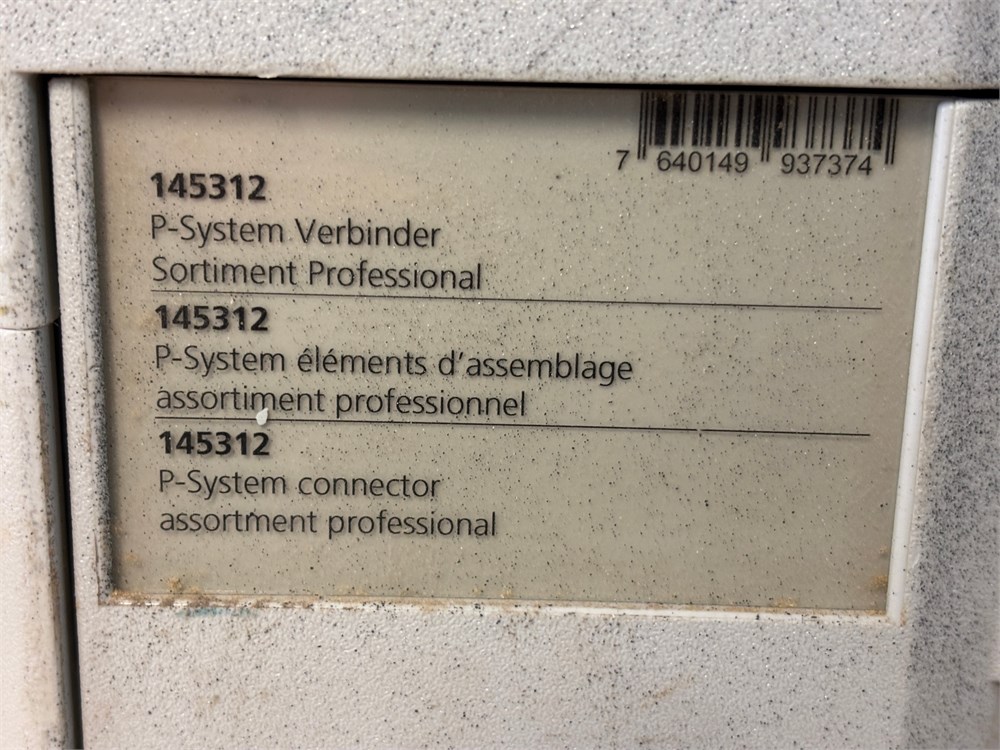 7 640149 937374
145312
P-System Verbinder
Sortiment Professional
145312
P-System éléments d'assemblage
assortiment professionnel
145312
P-System connector
assortment professional